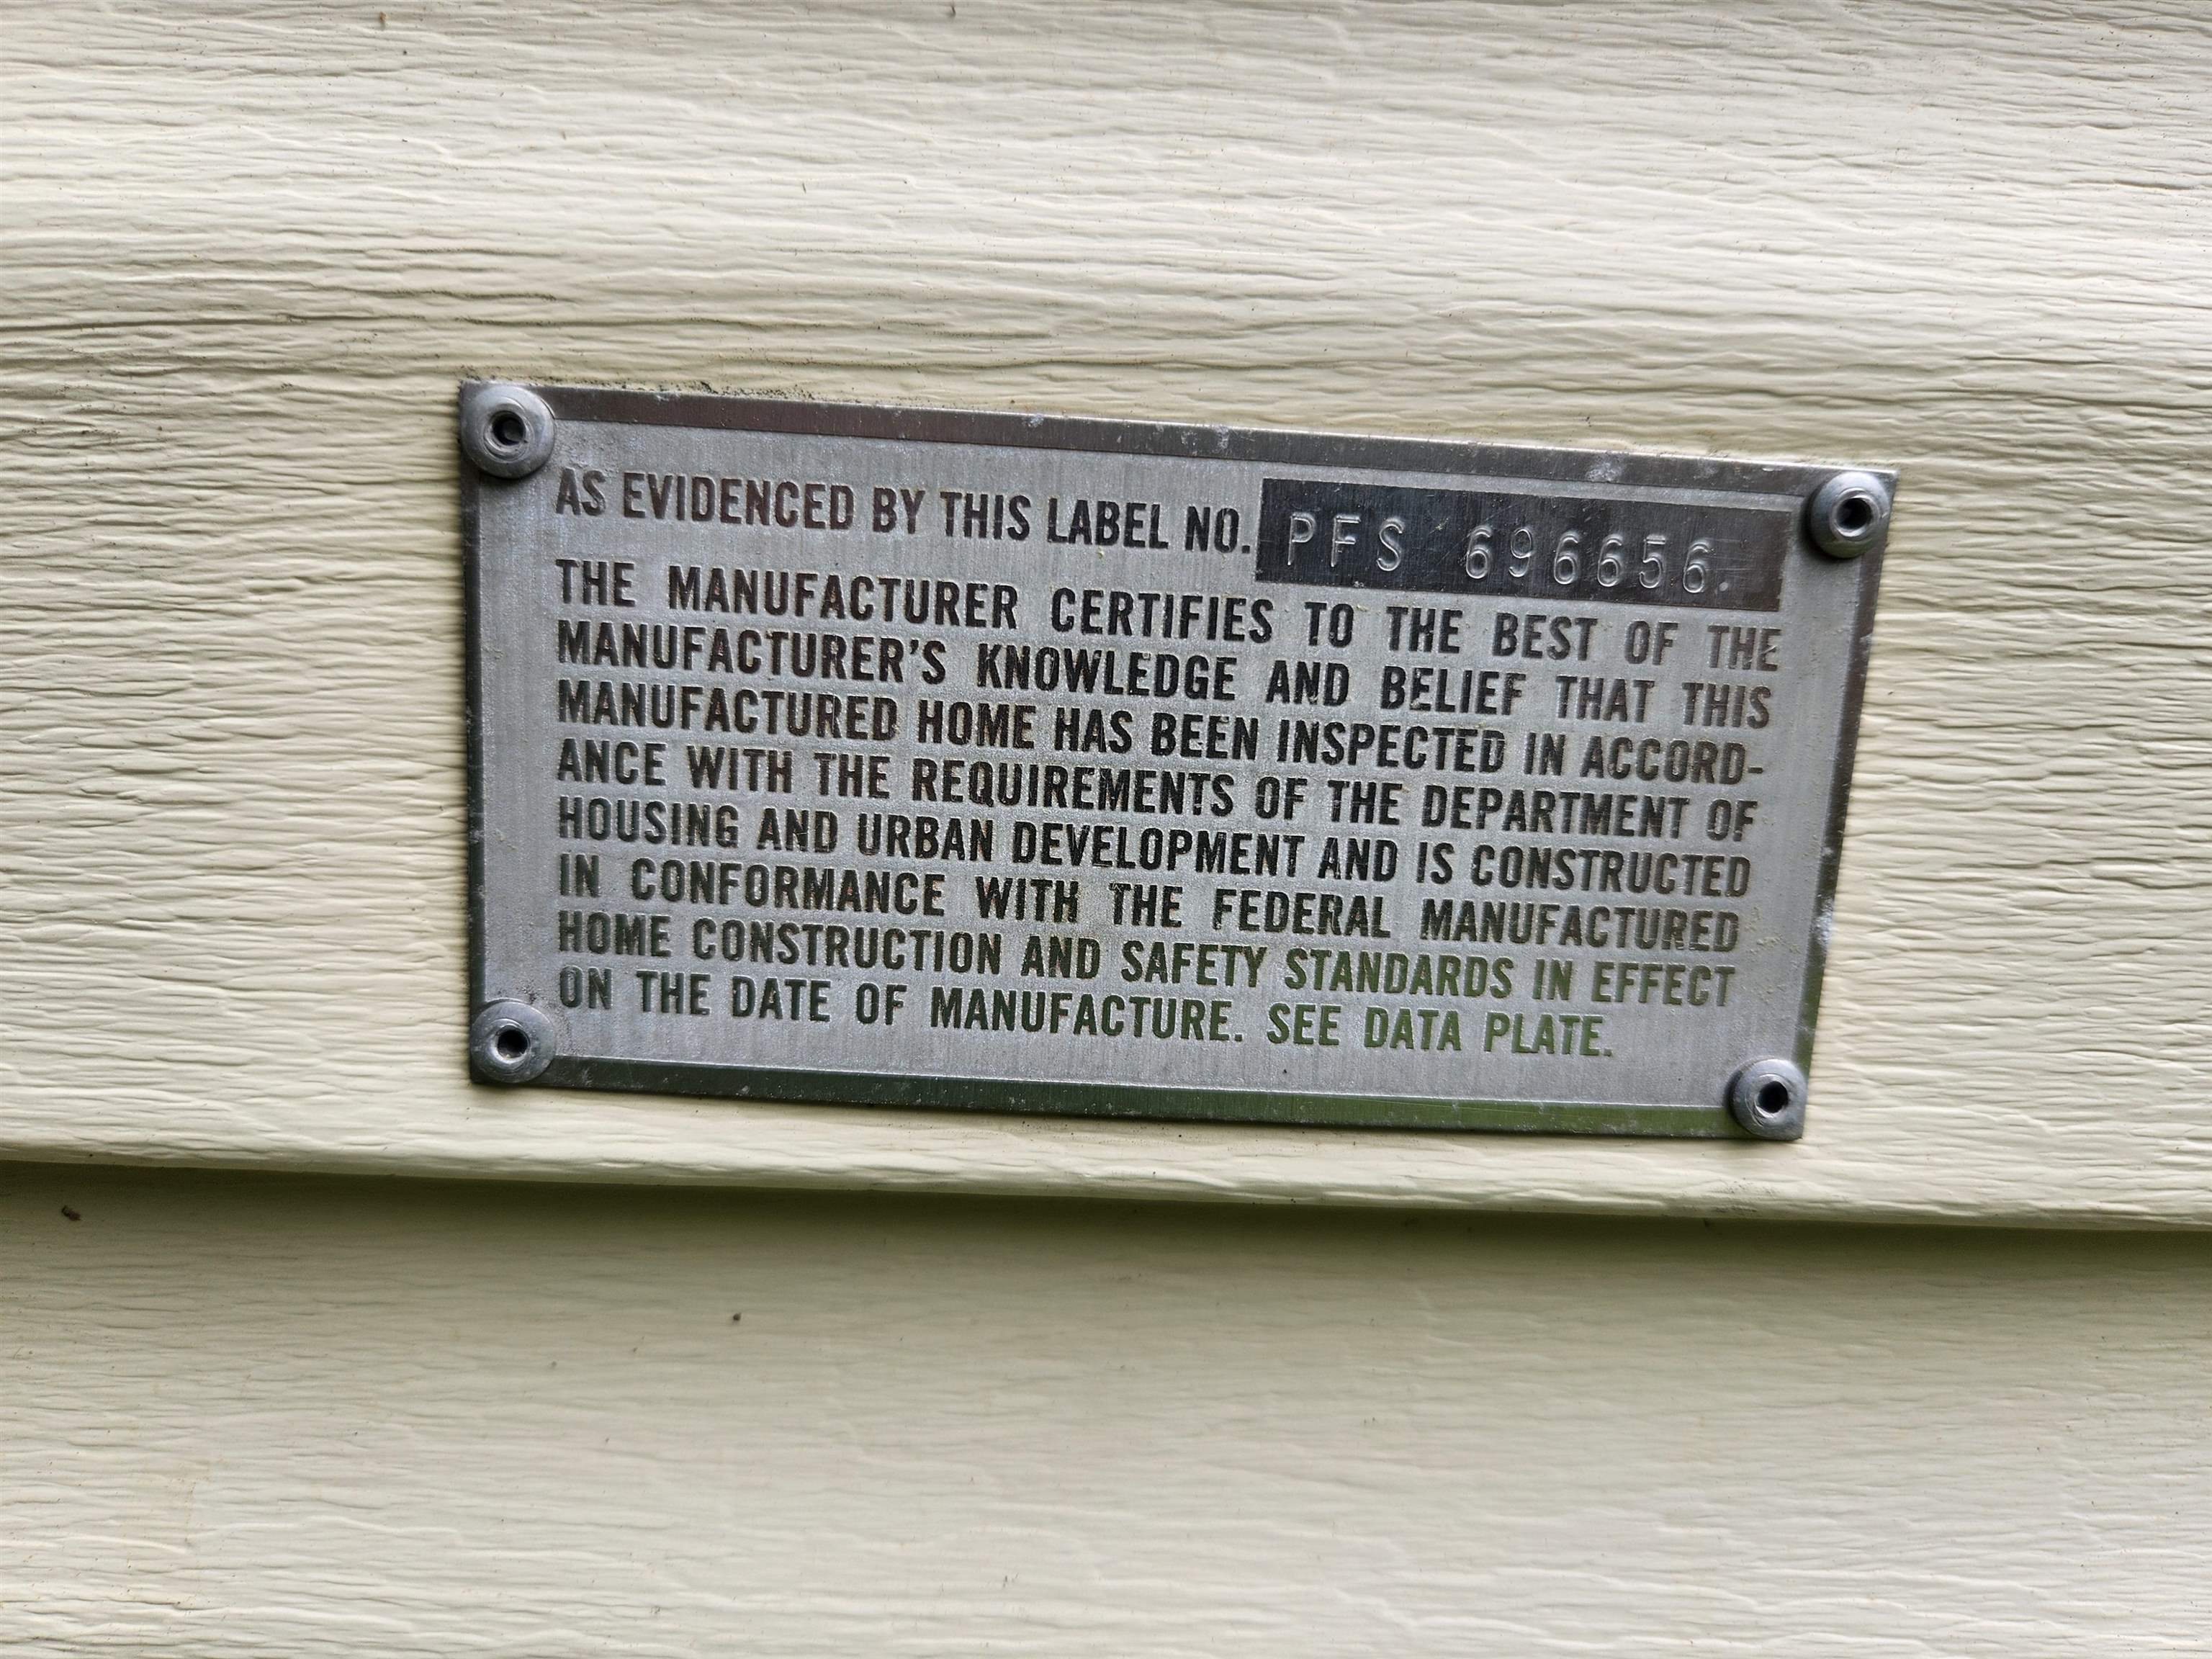 AS EVIDENCED BY THIS LABEL NO. PFS 696656.
THE MANUFACTURER CERTIFIES TO THE BEST OF THE
MANUFACTURER'S KNOWLEDGE AND BELIEF THAT THIS
MANUFACTURED HOME HAS BEEN INSPECTED IN ACCORD-
ANCE WITH THE REQUIREMENTS OF THE DEPARTMENT OF
HOUSING AND URBAN DEVELOPMENT AND IS CONSTRUCTED
IN CONFORMANCE WITH THE FEDERAL MANUFACTURED
HOME CONSTRUCTION AND SAFETY STANDARDS IN EFFECT
ON THE DATE OF MANUFACTURE. SEE DATA PLATE.